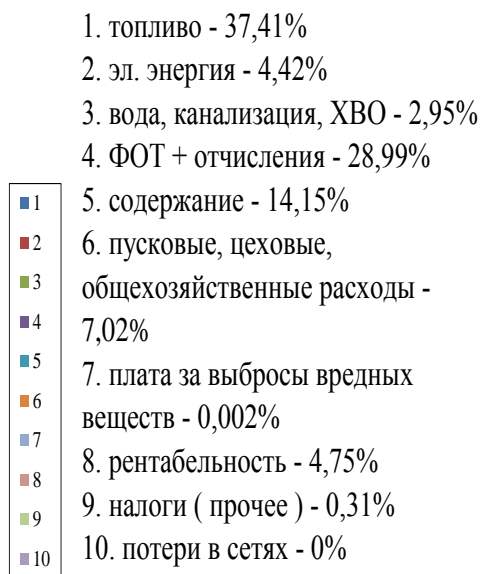 1. топливо - 37,41%
2. эл. энергия - 4,42%
3. вода, канализация, ХВО - 2,95%
4. ФОТ + отчисления - 28,99%
5. содержание - 14,15%
6. пусковые, цеховые,
общехозяйственные расходы -
7,02%
7. плата за выбросы вредных
веществ - 0,002%
8. рентабельность - 4,75%
9. налоги ( прочее ) - 0,31%
10. потери в сетях - 0%
1
2
3
4
5
6
7
8
9
10